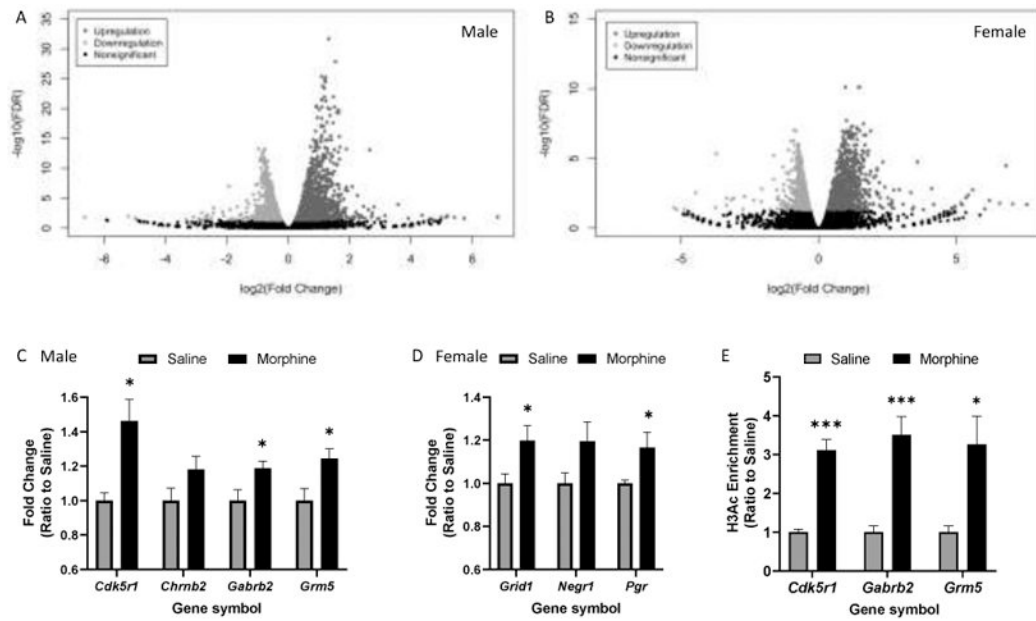 A
Male
Upregulation
Downregulation
Nonsignificant
-log10(FDR)
35
30
25
20
15
10
5
0
-6 -4 -2 0 2 4 6
log2(Fold Change)
B
Female
Upregulation
Downregulation
Nonsignificant
-log10(FDR)
15
10
5
0
-5 0 5
log2(Fold Change)
C Male
Saline Morphine
Fold Change
(Ratio to Saline)
1.6
1.4
1.2
1.0
0.8
0.6
* * *
Cdk5r1 Chrnb2 Gabrb2 Grm5
Gene symbol
D Female
Saline Morphine
Fold Change
(Ratio to Saline)
1.4
1.2
1.0
0.8
0.6
* *
Grid1 Negr1 Pgr
Gene symbol
E
Saline Morphine
H3Ac Enrichment
(Ratio to Saline)
5
4
3
2
1
0
*** *** *
Cdk5r1 Gabrb2 Grm5
Gene symbol